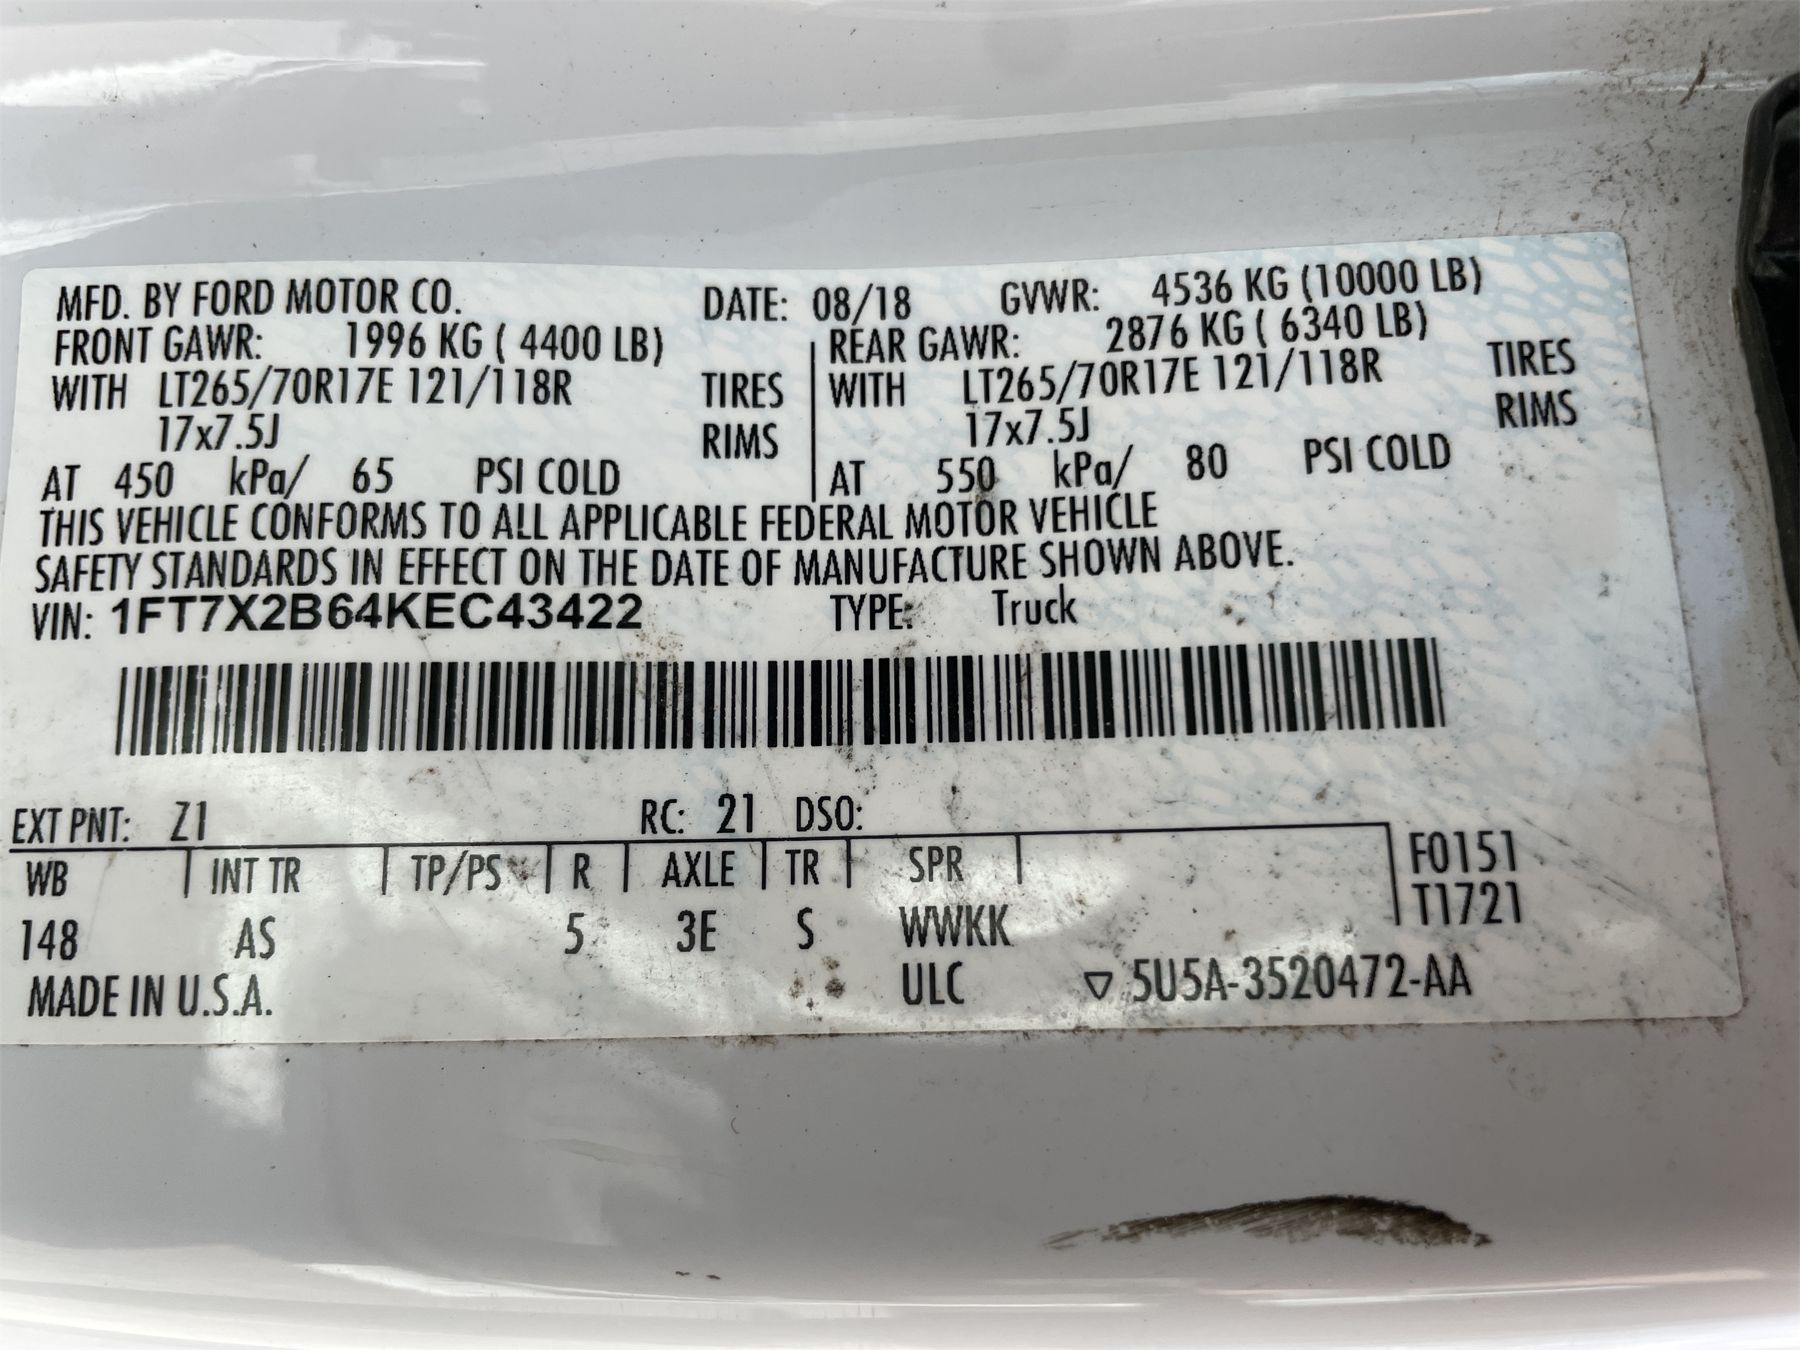 MFD. BY FORD MOTOR CO. DATE: 08/18 GVWR: 4536 KG (10000 LB)
FRONT GAWR: 1996 KG ( 4400 LB) REAR GAWR: 2876 KG ( 6340 LB)
WITH LT265/70R17E 121/118R TIRES WITH LT265/70R17E 121/118R TIRES
17x7.5J RIMS 17x7.5J RIMS
AT 450 kPa/ 65 PSI COLD AT 550 kPa/ 80 PSI COLD
THIS VEHICLE CONFORMS TO ALL APPLICABLE FEDERAL MOTOR VEHICLE
SAFETY STANDARDS IN EFFECT ON THE DATE OF MANUFACTURE SHOWN ABOVE.
VIN: 1FT7X2B64KEC43422 TYPE: Truck
EXT PNT: Z1 RC: 21 DSO:
WB INT TR TP/PS R AXLE TR SPR F0151
T1721
148 AS 5 3E S WWKK
MADE IN U.S.A. ULC ▽ 5U5A-3520472-AA